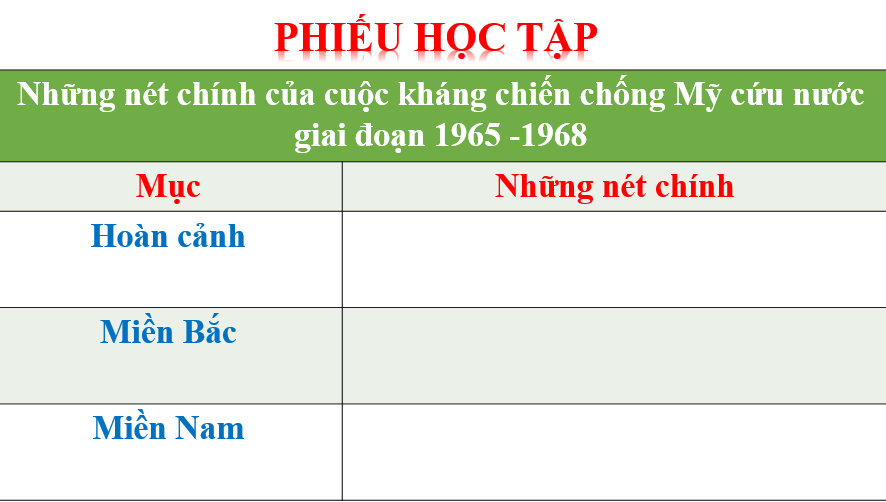 PHIẾU HỌC TẬP
Những nét chính của cuộc kháng chiến chống Mỹ cứu nước
giai đoạn 1965 -1968
Mục
Những nét chính
Hoàn cảnh
Miền Bắc
Miền Nam